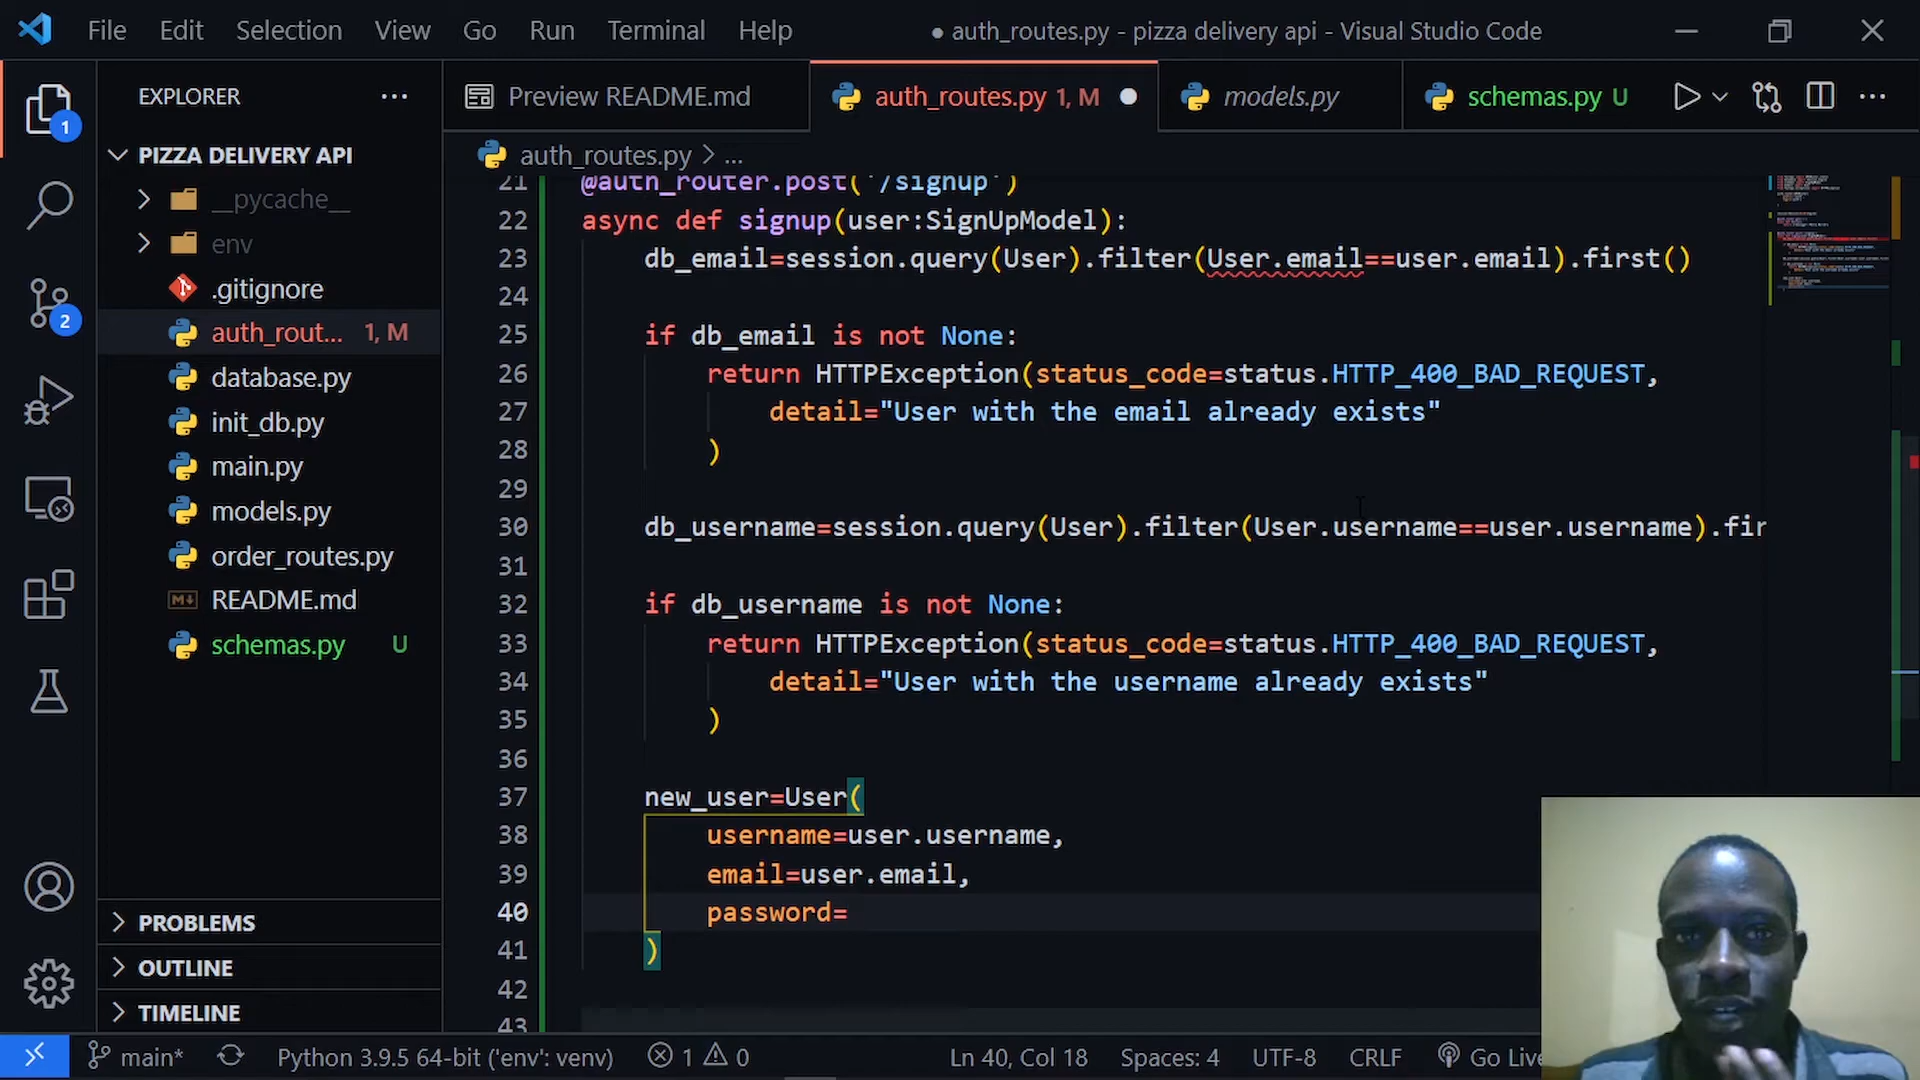 File Edit Selection View Go Run Terminal Help
● auth_routes.py - pizza delivery api - Visual Studio Code
EXPLORER
Preview README.md
auth_routes.py 1, M
models.py
schemas.py U
PIZZA DELIVERY API
__pycache__
env
.gitignore
auth_rout... 1, M
database.py
init_db.py
main.py
models.py
order_routes.py
README.md
schemas.py U
PROBLEMS
OUTLINE
TIMELINE
1
2
auth_routes.py > ...
21 @auth_router.post('/signup')
22 async def signup(user:SignUpModel):
23 db_email=session.query(User).filter(User.email==user.email).first()
24
25 if db_email is not None:
26 return HTTPException(status_code=status.HTTP_400_BAD_REQUEST,
27 detail="User with the email already exists"
28 )
29
30 db_username=session.query(User).filter(User.username==user.username).fir
31
32 if db_username is not None:
33 return HTTPException(status_code=status.HTTP_400_BAD_REQUEST,
34 detail="User with the username already exists"
35 )
36
37 new_user=User(
38 username=user.username,
39 email=user.email,
40 password=
41 )
42
43
main* Python 3.9.5 64-bit ('env': venv) 1 0 Ln 40, Col 18 Spaces: 4 UTF-8 CRLF Go Live